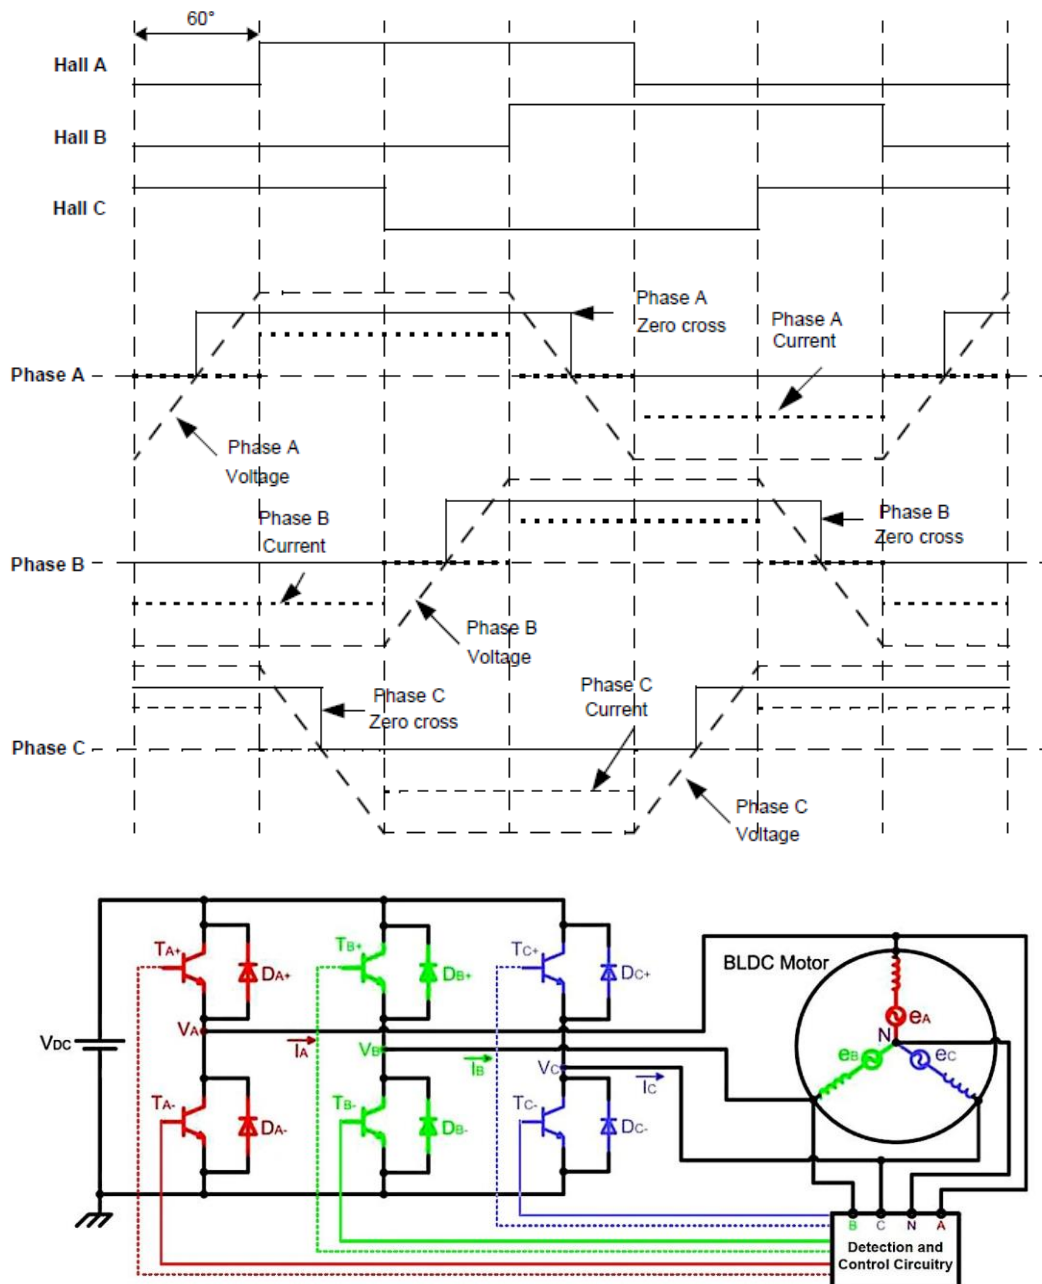 60°
Hall A
Hall B
Hall C
Phase A
Zero cross
Phase A
Current
Phase A
Phase A
Voltage
Phase B
Current
Phase B
Zero cross
Phase B
Phase B
Voltage
Phase C
Zero cross
Phase C
Current
Phase C
Phase C
Voltage
TA+
DA+
TB+
DB+
TC+
DC+
BLDC Motor
VDC
VA
IA
VB
IB
VC
IC
eA
N
eB
eC
TA-
DA-
TB-
DB-
TC-
DC-
B C N A
Detection and
Control Circuitry